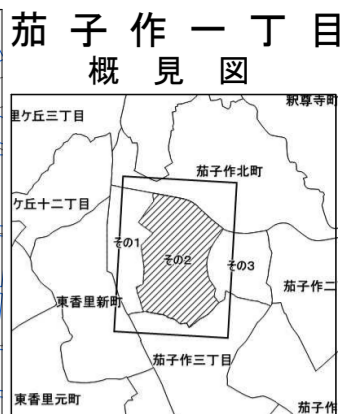 茄子作一丁目
概見図
釈尊寺町
里ケ丘三丁目
茄子作北町
ケ丘十二丁目
その1
その2
その3
茄子作二
東香里新町
茄子作三丁目
東香里元町
茄子作